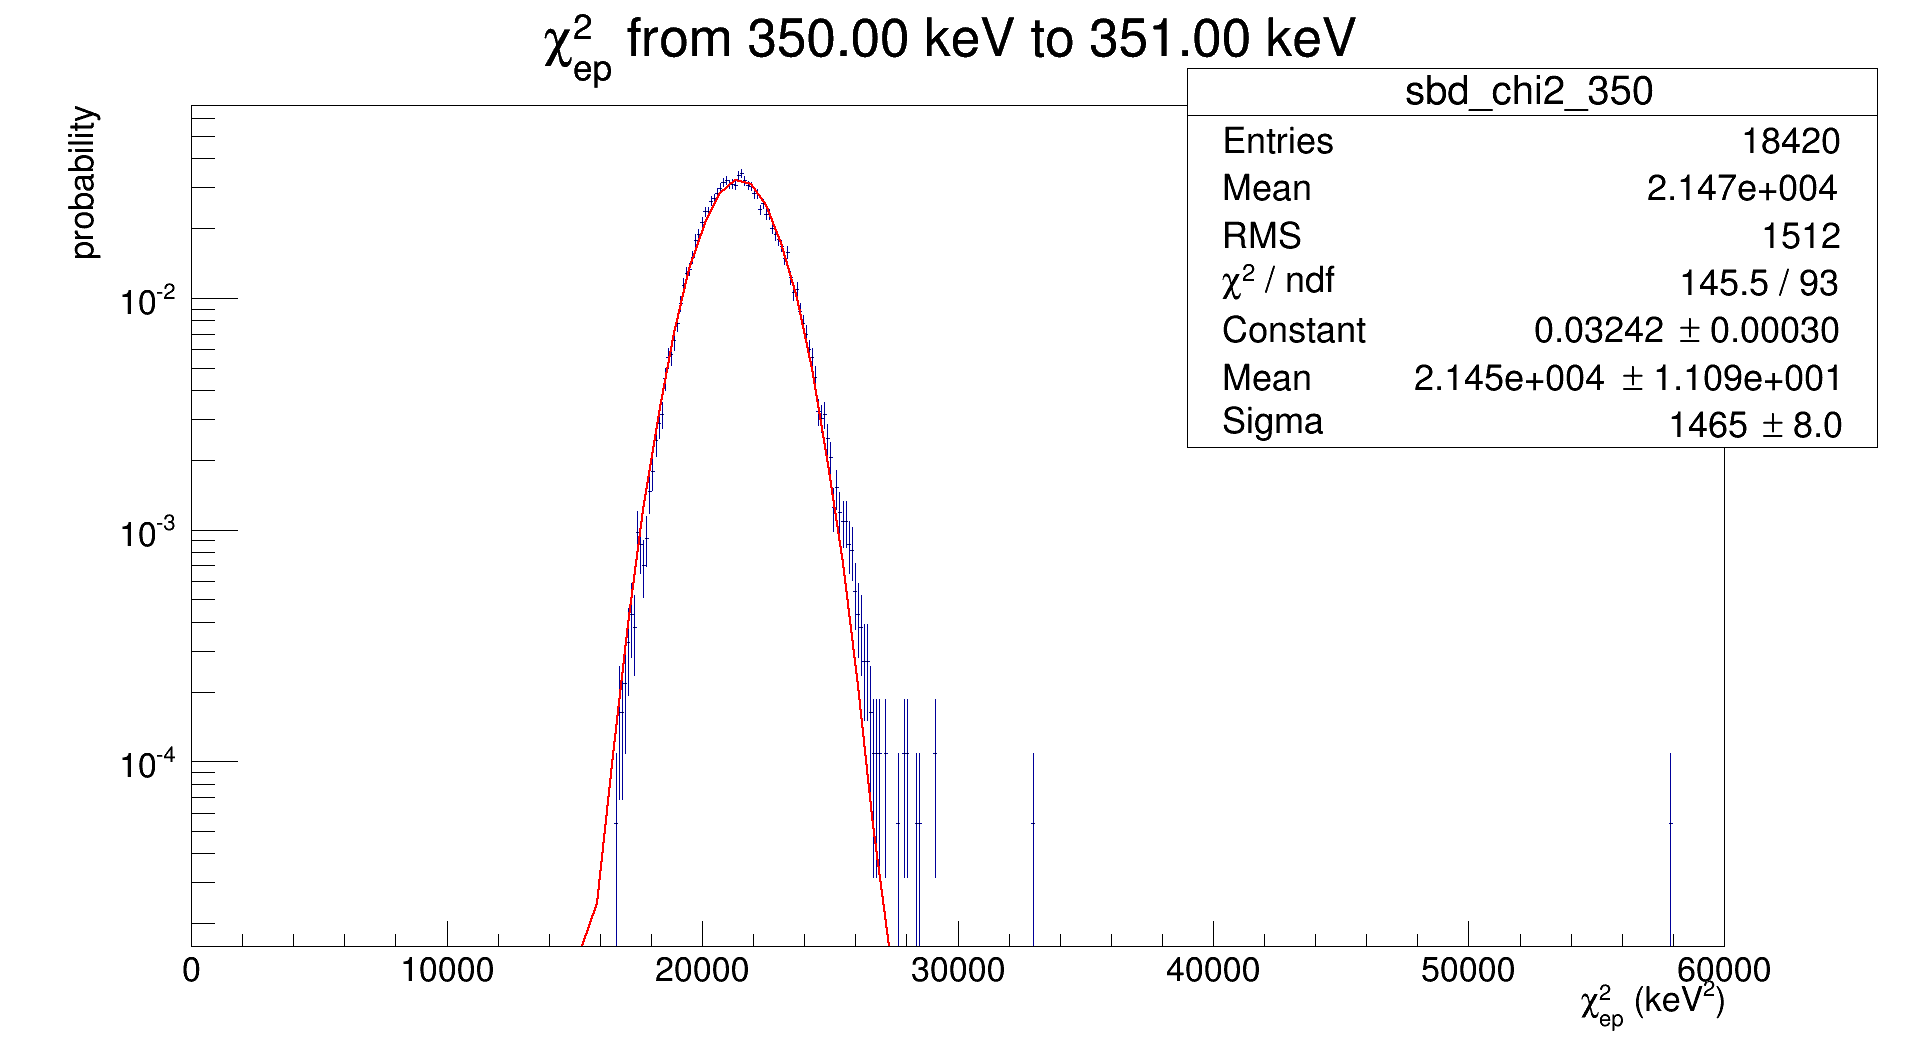 χ²ep from 350.00 keV to 351.00 keV
sbd_chi2_350
Entries 18420
Mean 2.147e+004
RMS 1512
χ² / ndf 145.5 / 93
Constant 0.03242 ± 0.00030
Mean 2.145e+004 ± 1.109e+001
Sigma 1465 ± 8.0
probability
10⁻²
10⁻³
10⁻⁴
0 10000 20000 30000 40000 50000 60000
χ²ep (keV²)